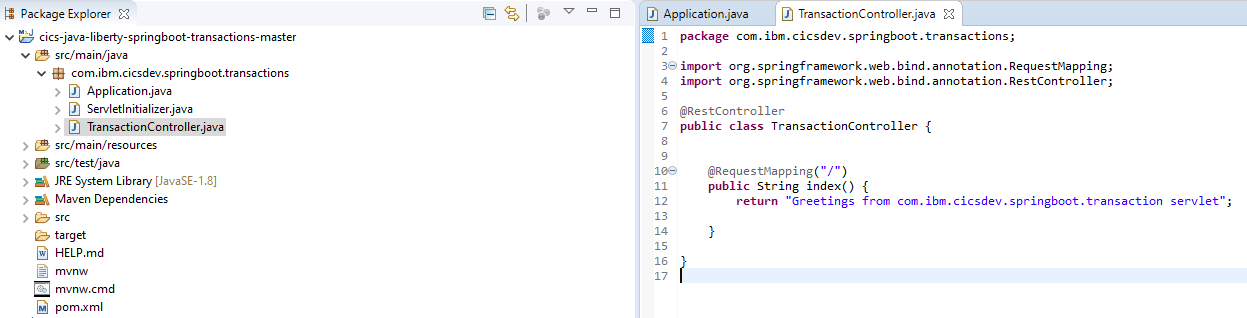 Package Explorer
cics-java-liberty-springboot-transactions-master
src/main/java
com.ibm.cicsdev.springboot.transactions
Application.java
ServletInitializer.java
TransactionController.java
src/main/resources
src/test/java
JRE System Library [JavaSE-1.8]
Maven Dependencies
src
target
HELP.md
mvnw
mvnw.cmd
pom.xml
Application.java TransactionController.java
1 package com.ibm.cicsdev.springboot.transactions;
2
3 import org.springframework.web.bind.annotation.RequestMapping;
4 import org.springframework.web.bind.annotation.RestController;
5
6 @RestController
7 public class TransactionController {
8
9
10 @RequestMapping("/")
11 public String index() {
12 return "Greetings from com.ibm.cicsdev.springboot.transaction servlet";
13
14 }
15
16 }
17